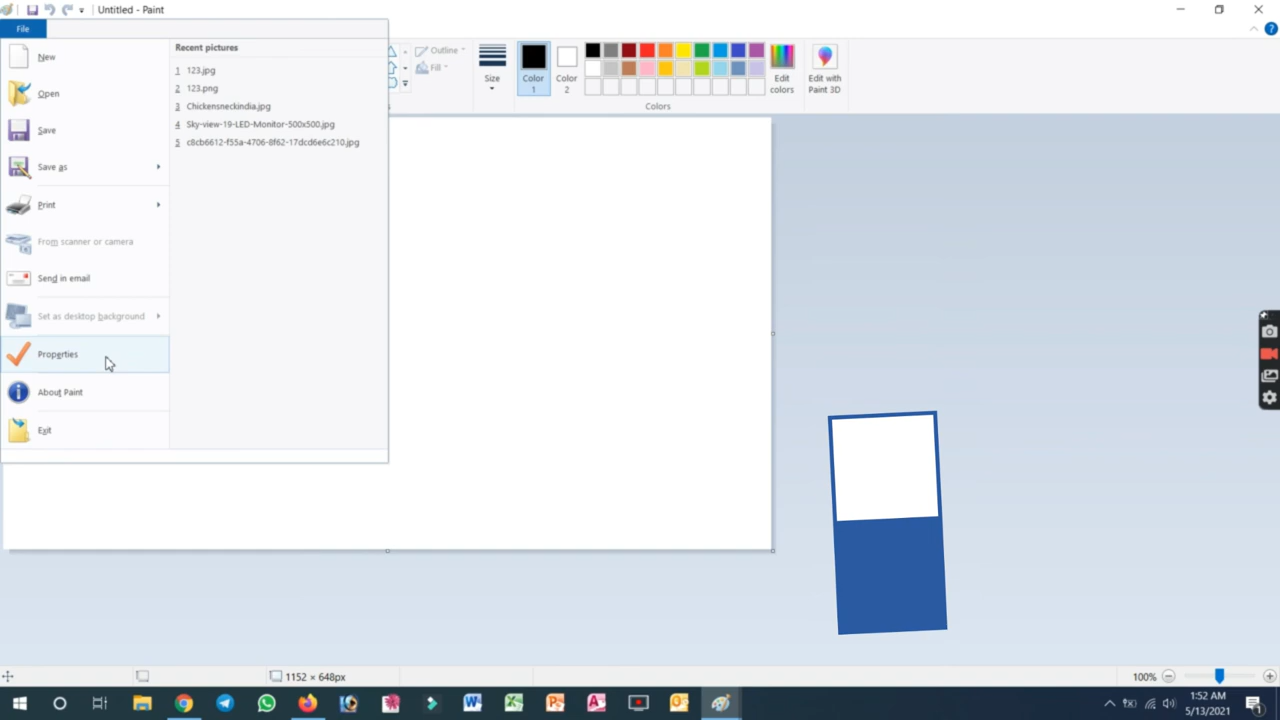 Untitled - Paint
File
New
Open
Save
Save as
Print
From scanner or camera
Send in email
Set as desktop background
Properties
About Paint
Exit
Recent pictures
1 123.jpg
2 123.png
3 Chickensneckindia.jpg
4 Sky-view-19-LED-Monitor-500x500.jpg
5 c8cb6612-f55a-4706-8f62-17dcd6e6c210.jpg
Outline
Fill
Size
Color 1
Color 2
Edit colors
Edit with Paint 3D
Colors
1152 × 648px
100%
1:52 AM
5/13/2021